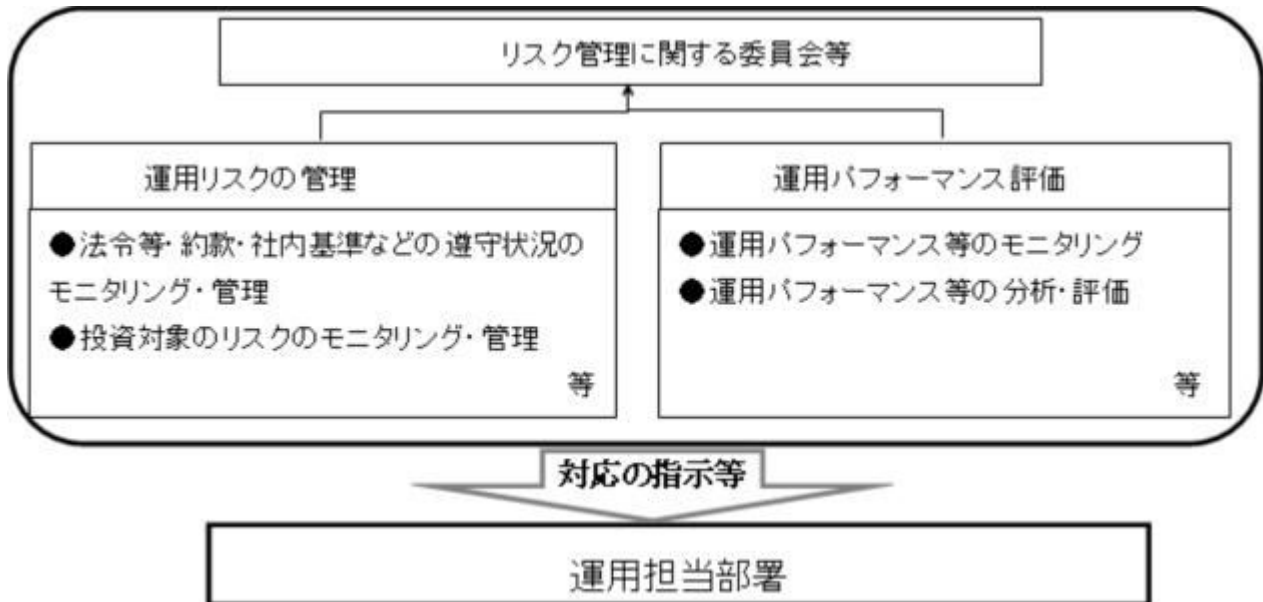 リスク管理に関する委員会等
運用リスクの管理
●法令等・約款・社内基準などの遵守状況の
モニタリング・管理
●投資対象のリスクのモニタリング・管理
等
運用パフォーマンス評価
●運用パフォーマンス等のモニタリング
●運用パフォーマンス等の分析・評価
等
対応の指示等
運用担当部署